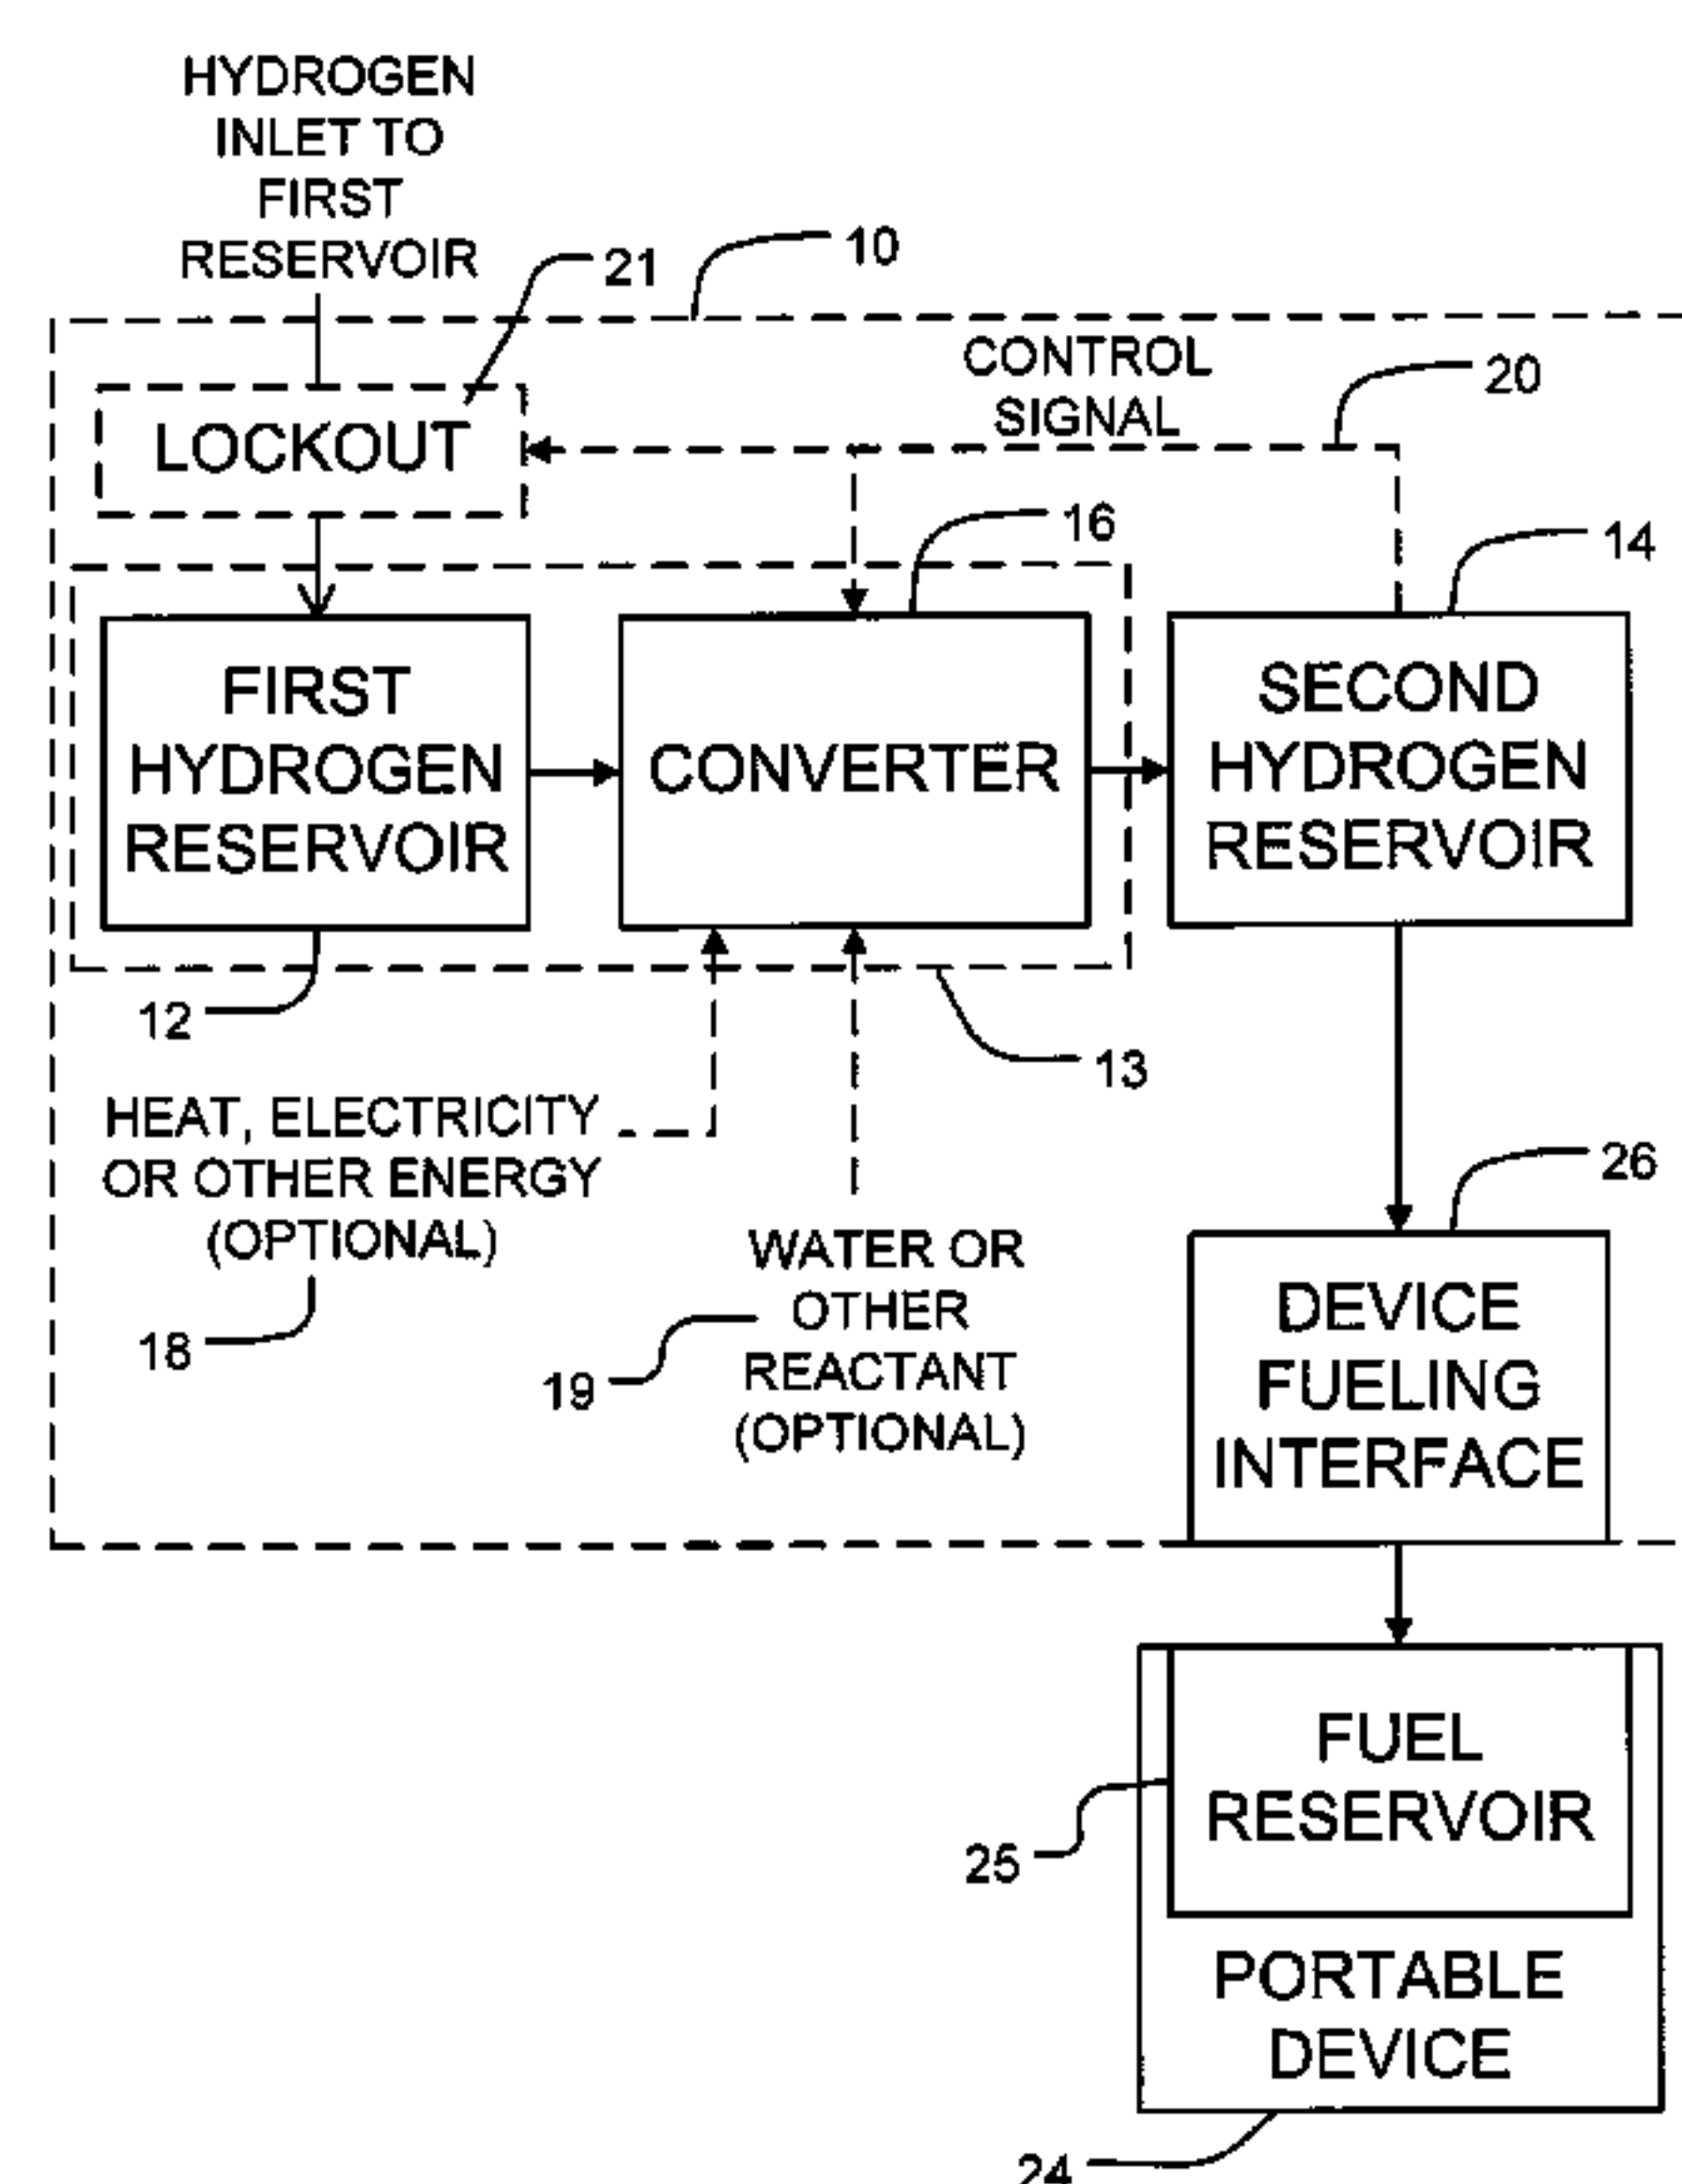 HYDROGEN
INLET TO
FIRST
RESERVOIR
21
10
CONTROL
SIGNAL
20
LOCKOUT
16
14
FIRST
HYDROGEN
RESERVOIR
CONVERTER
SECOND
HYDROGEN
RESERVOIR
12
13
HEAT, ELECTRICITY
OR OTHER ENERGY
(OPTIONAL)
18
WATER OR
OTHER
REACTANT
(OPTIONAL)
19
26
DEVICE
FUELING
INTERFACE
FUEL
RESERVOIR
25
PORTABLE
DEVICE
24